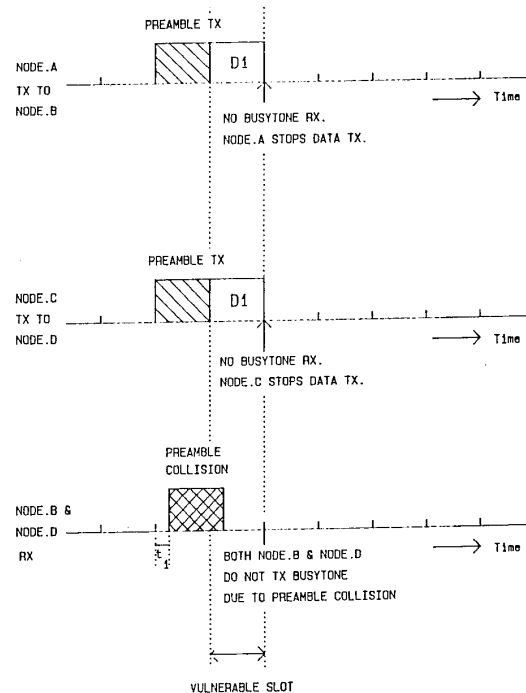 PREAMBLE TX
NODE.A
TX TO
NODE.B
D1
Time
NO BUSYTONE RX.
NODE.A STOPS DATA TX.
PREAMBLE TX
NODE.C
TX TO
NODE.D
D1
Time
NO BUSYTONE RX.
NODE.C STOPS DATA TX.
PREAMBLE
COLLISION
NODE.B &
NODE.D
RX
t1
Time
BOTH NODE.B & NODE.D
DO NOT TX BUSYTONE
DUE TO PREAMBLE COLLISION
VULNERABLE SLOT